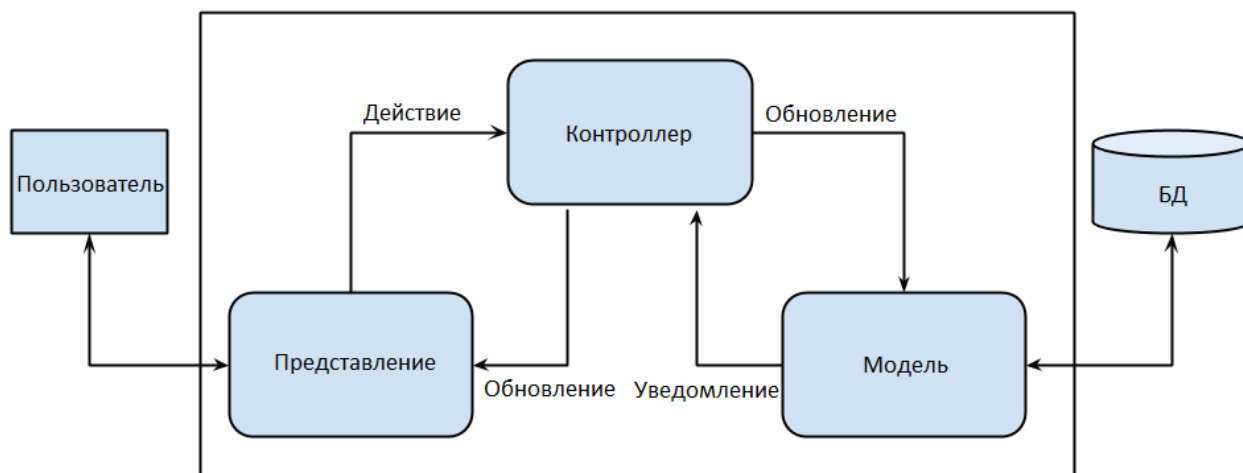 Действие
Контроллер
Обновление
Пользователь
БД
Представление
Обновление
Уведомление
Модель